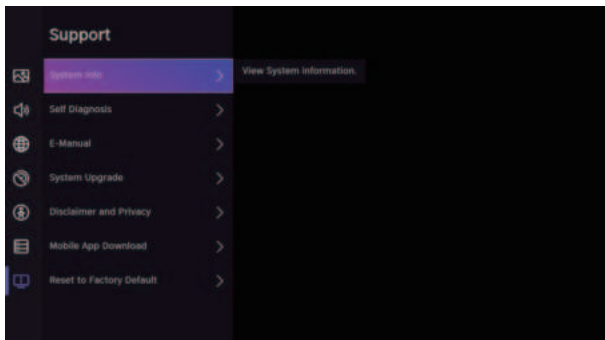 Support
System Info
View System information.
Self Diagnosis
E-Manual
System Upgrade
Disclaimer and Privacy
Mobile App Download
Reset to Factory Default